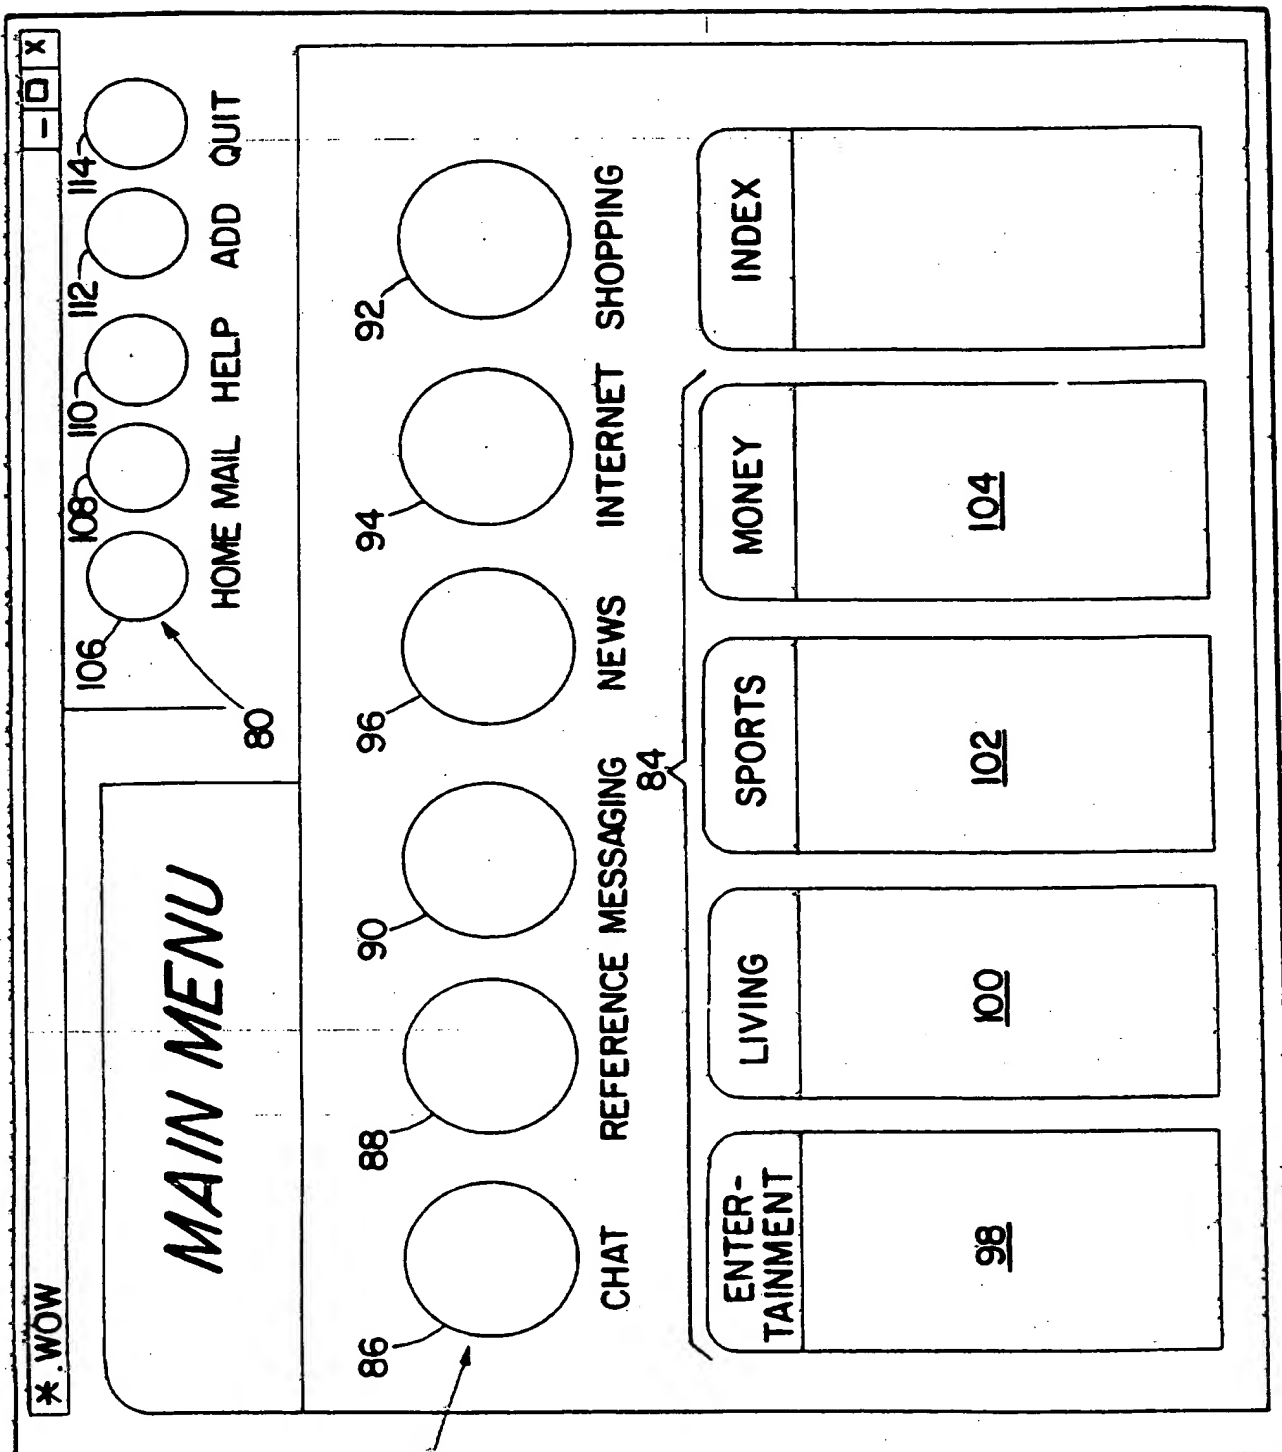 *.WOW
— □ X
MAIN MENU
106 108 110 112 114
HOME MAIL HELP ADD QUIT
80
86 88 90 96 94 92
CHAT REFERENCE MESSAGING NEWS INTERNET SHOPPING
84
ENTER-
TAINMENT
LIVING
SPORTS
MONEY
INDEX
98 100 102 104